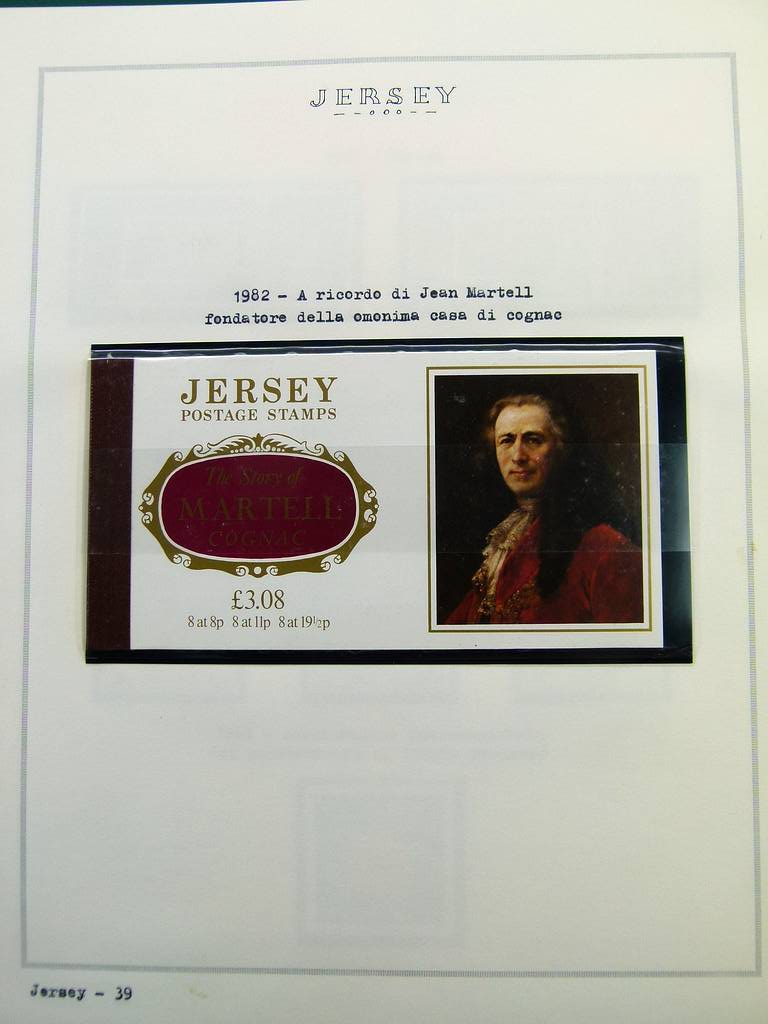 JERSEY
1982 - A ricordo di Jean Martell
fondatore della omonima casa di cognac
JERSEY
POSTAGE STAMPS
The Story of
MARTELL
COGNAC
£3.08
8 at 8p 8 at 11p 8 at 19½p
Jersey - 39